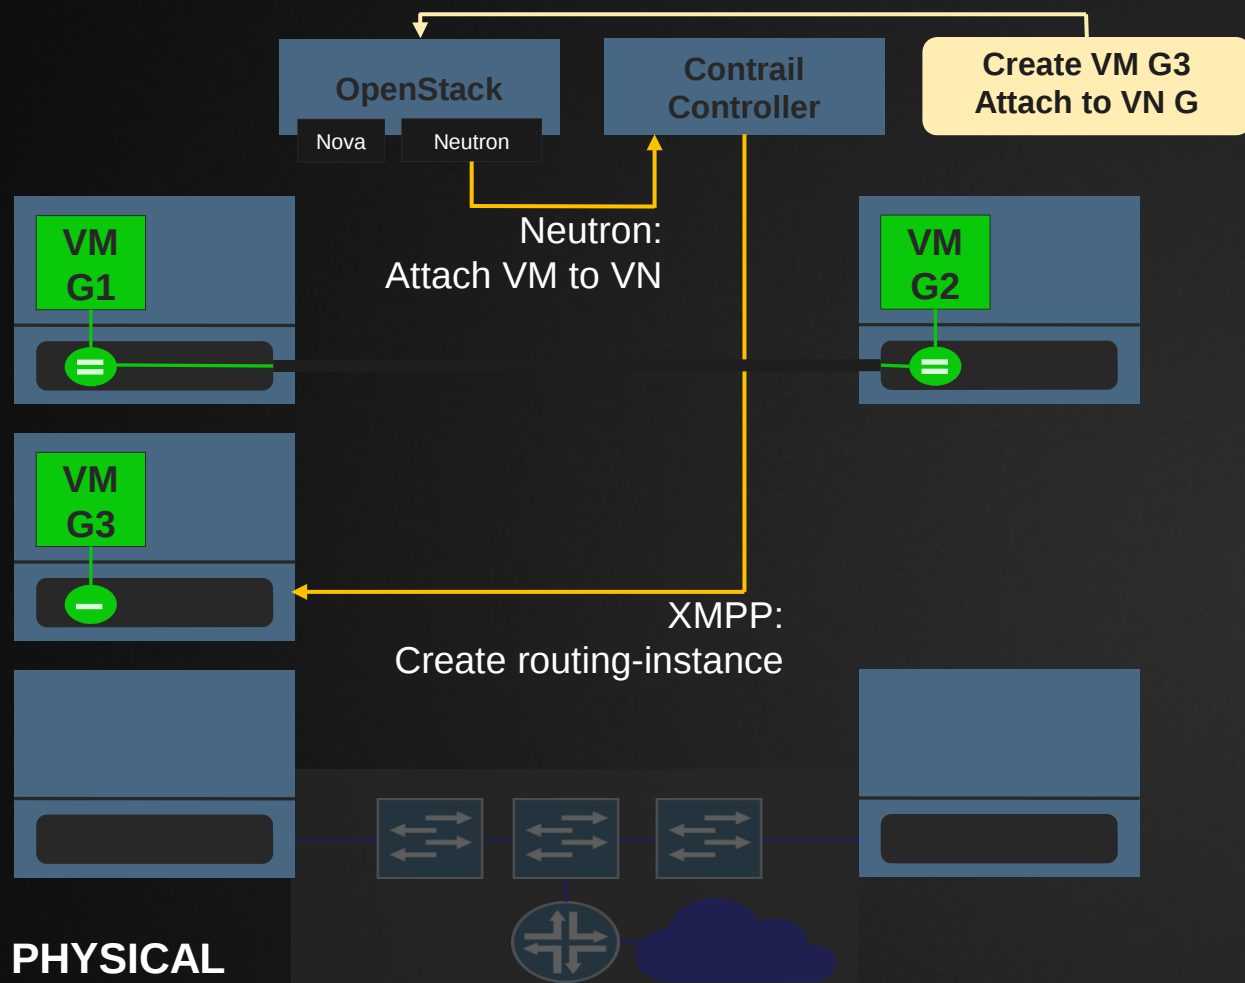 OpenStack
Nova
Neutron
Contrail
Controller
Create VM G3
Attach to VN G
Neutron:
Attach VM to VN
VM
G1
VM
G2
VM
G3
XMPP:
Create routing-instance
PHYSICAL